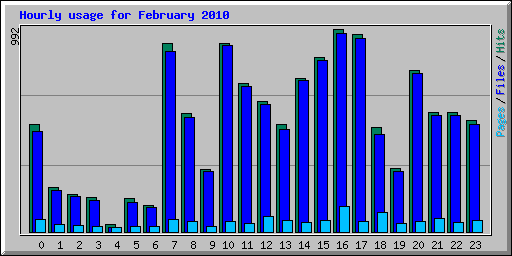 Hourly usage for February 2010
992
0 1 2 3 4 5 6 7 8 9 10 11 12 13 14 15 16 17 18 19 20 21 22 23
Pages / Files / Hits